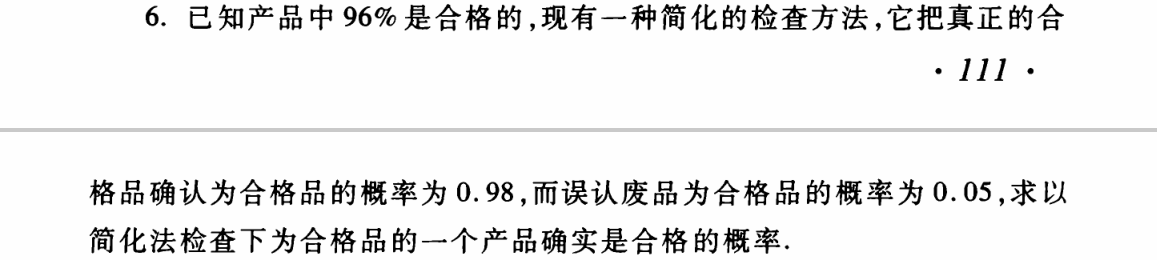 6. 已知产品中 96% 是合格的,现有一种简化的检查方法,它把真正的合
· 111 ·
格品确认为合格品的概率为 0.98,而误认废品为合格品的概率为 0.05,求以
简化法检查下为合格品的一个产品确实是合格的概率.